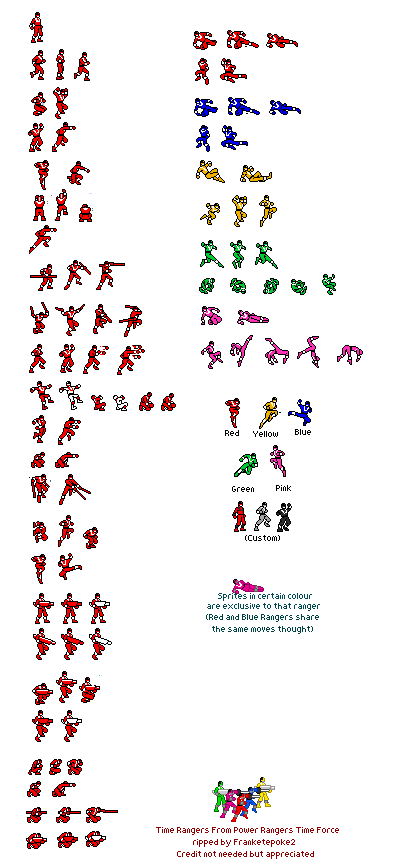 Red
Yellow
Blue
Green
Pink
(Custom)
Sprites in certain colour
are exclusive to that ranger
(Red and Blue Rangers share
the same moves thought)
Time Rangers From Power Rangers Time Force
ripped by Franketepoke2
Credit not needed but appreciated